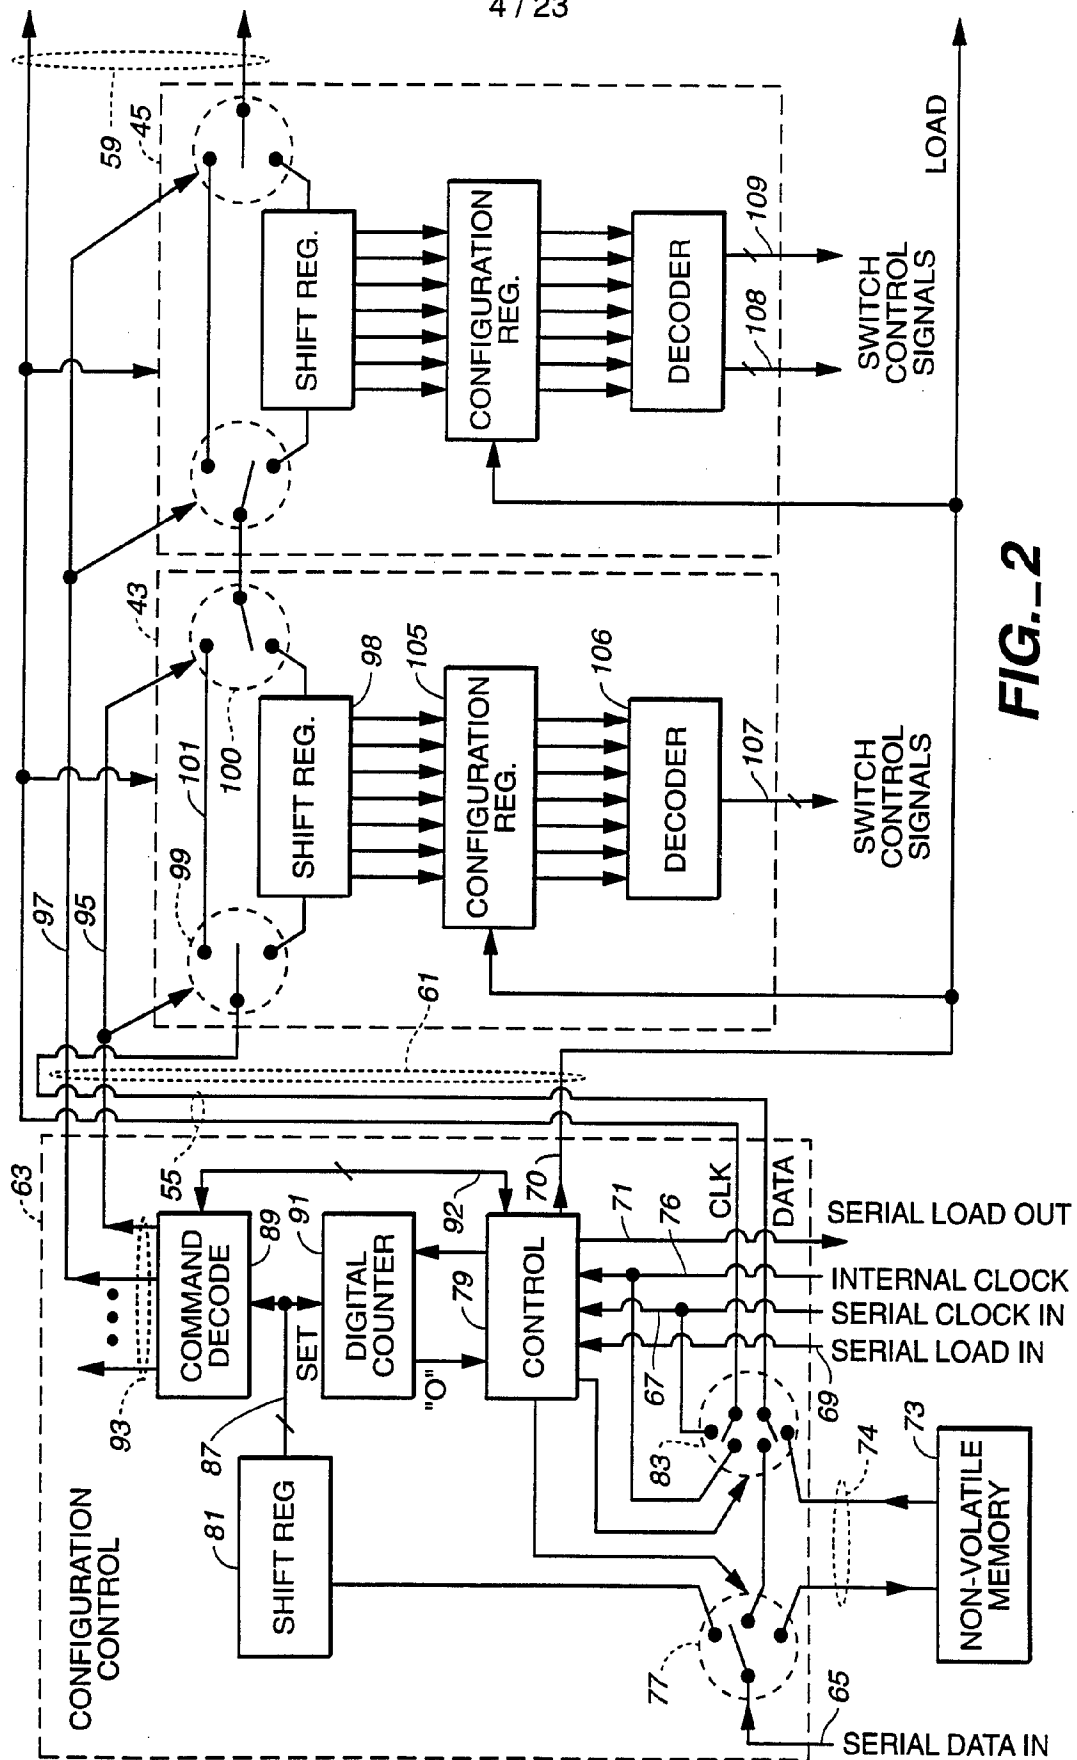 4 / 23
CONFIGURATION
CONTROL
63
81
SHIFT REG
87
93
COMMAND
DECODE
89
SET
91
DIGITAL
COUNTER
"O"
92
79
CONTROL
70
55
61
77
83
67
69
71
76
CLK
DATA
65
SERIAL DATA IN
74
73
NON-VOLATILE
MEMORY
SERIAL LOAD OUT
INTERNAL CLOCK
SERIAL CLOCK IN
SERIAL LOAD IN
97
95
99
101
100
43
SHIFT REG.
98
CONFIGURATION
REG.
105
DECODER
106
107
SWITCH
CONTROL
SIGNALS
59
45
SHIFT REG.
CONFIGURATION
REG.
DECODER
108
109
SWITCH
CONTROL
SIGNALS
LOAD
FIG._2